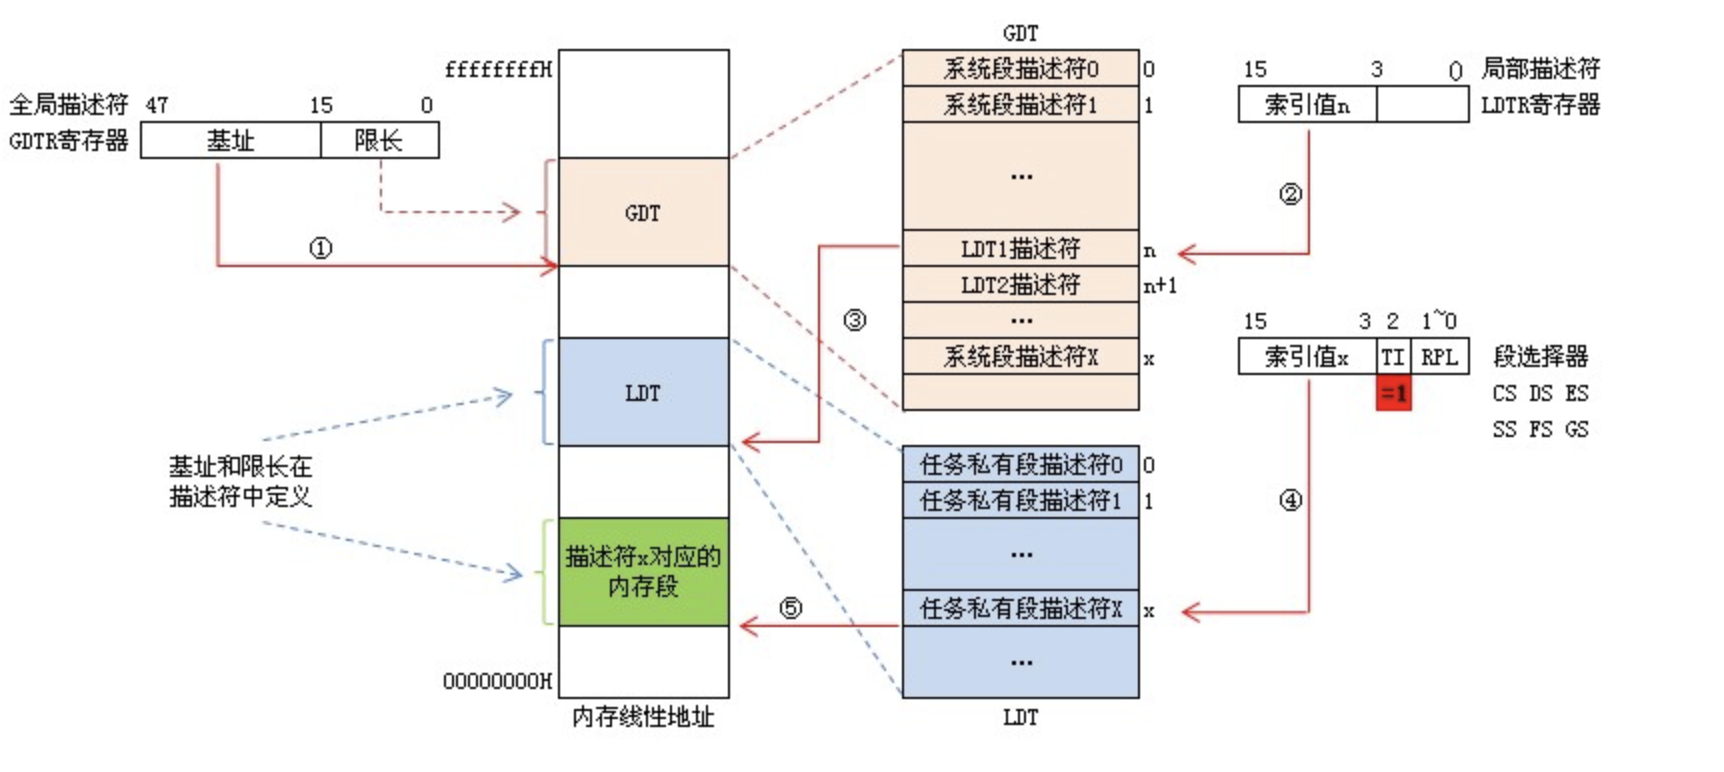 GDT
ffffffffH
系统段描述符0 0
15 3 0 局部描述符
全局描述符 47 15 0
系统段描述符1 1
索引值n LDTR寄存器
GDTR寄存器 基址 限长
...
②
GDT
①
LDT1描述符 n
LDT2描述符 n+1
③
...
15 3 2 1~0
系统段描述符X x
索引值x TI RPL 段选择器
LDT
=1 CS DS ES
SS FS GS
基址和限长在
描述符中定义
任务私有段描述符0 0
任务私有段描述符1 1
④
...
描述符x对应的
内存段
⑤
任务私有段描述符X x
...
00000000H
内存线性地址
LDT